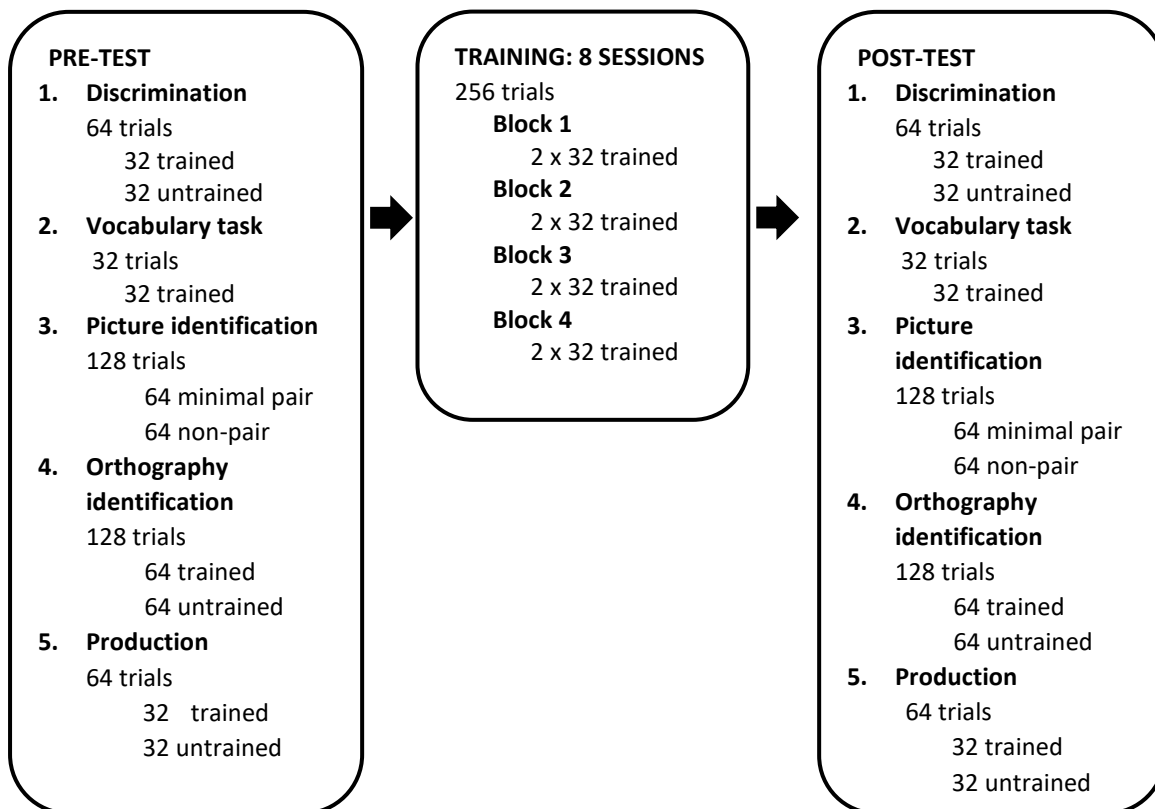 PRE-TEST
1. Discrimination
64 trials
32 trained
32 untrained
2. Vocabulary task
32 trials
32 trained
3. Picture identification
128 trials
64 minimal pair
64 non-pair
4. Orthography
identification
128 trials
64 trained
64 untrained
5. Production
64 trials
32 trained
32 untrained
TRAINING: 8 SESSIONS
256 trials
Block 1
2 x 32 trained
Block 2
2 x 32 trained
Block 3
2 x 32 trained
Block 4
2 x 32 trained
POST-TEST
1. Discrimination
64 trials
32 trained
32 untrained
2. Vocabulary task
32 trials
32 trained
3. Picture
identification
128 trials
64 minimal pair
64 non-pair
4. Orthography
identification
128 trials
64 trained
64 untrained
5. Production
64 trials
32 trained
32 untrained